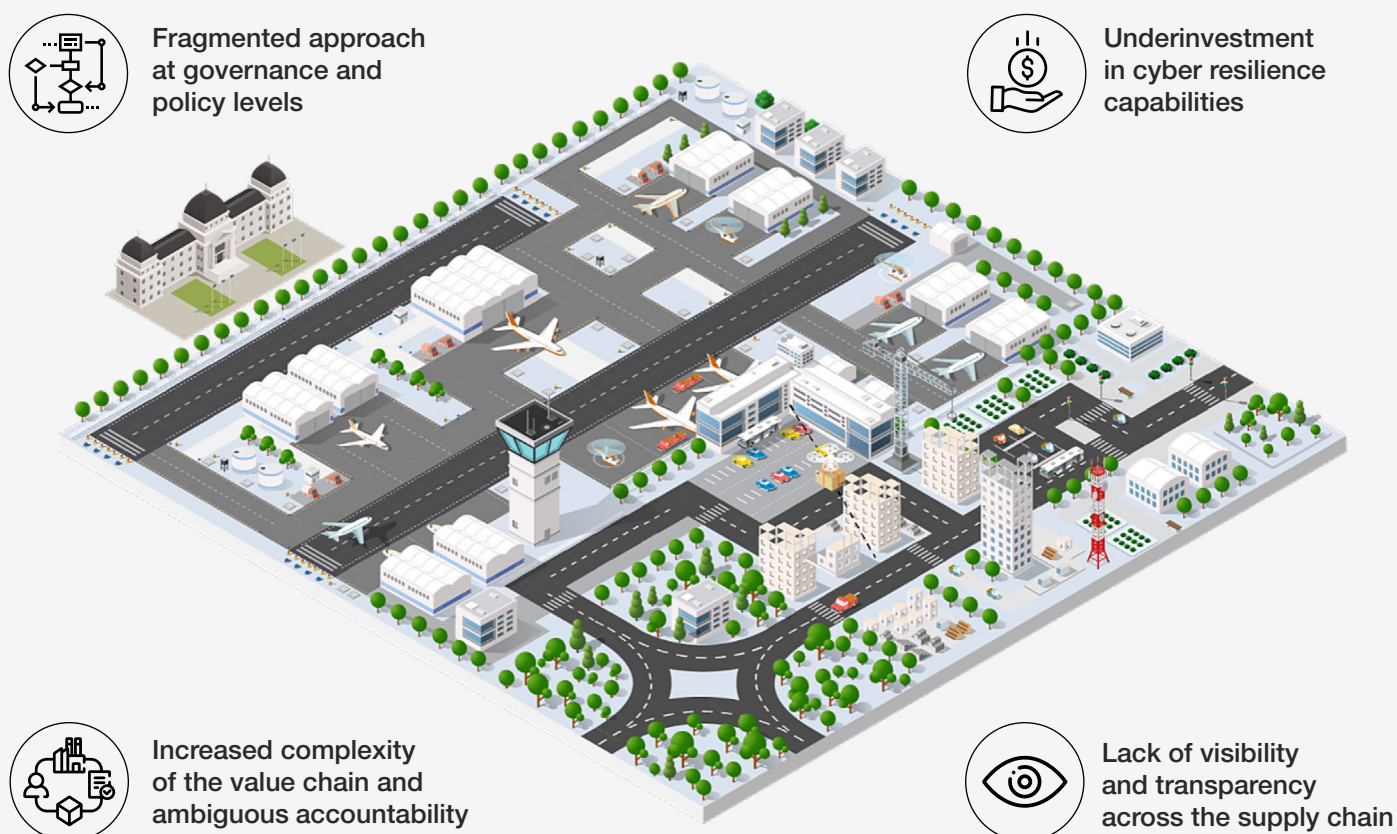 Fragmented approach
at governance and
policy levels
Underinvestment
in cyber resilience
capabilities
Increased complexity
of the value chain and
ambiguous accountability
Lack of visibility
and transparency
across the supply chain